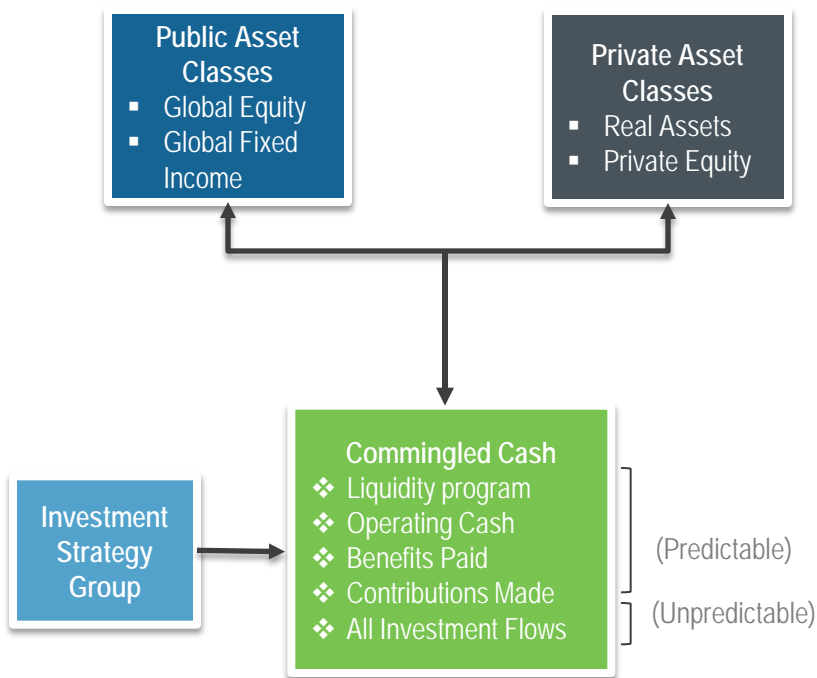 Public Asset
Classes
▪ Global Equity
▪ Global Fixed
Income
Private Asset
Classes
▪ Real Assets
▪ Private Equity
Investment
Strategy
Group
Commingled Cash
❖ Liquidity program
❖ Operating Cash
❖ Benefits Paid
❖ Contributions Made
❖ All Investment Flows
(Predictable)
(Unpredictable)